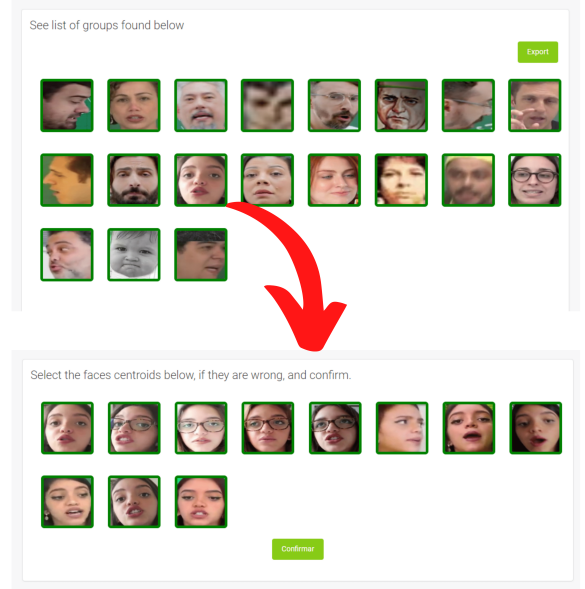 See list of groups found below
Export
Select the faces centroids below, if they are wrong, and confirm.
Confirmar